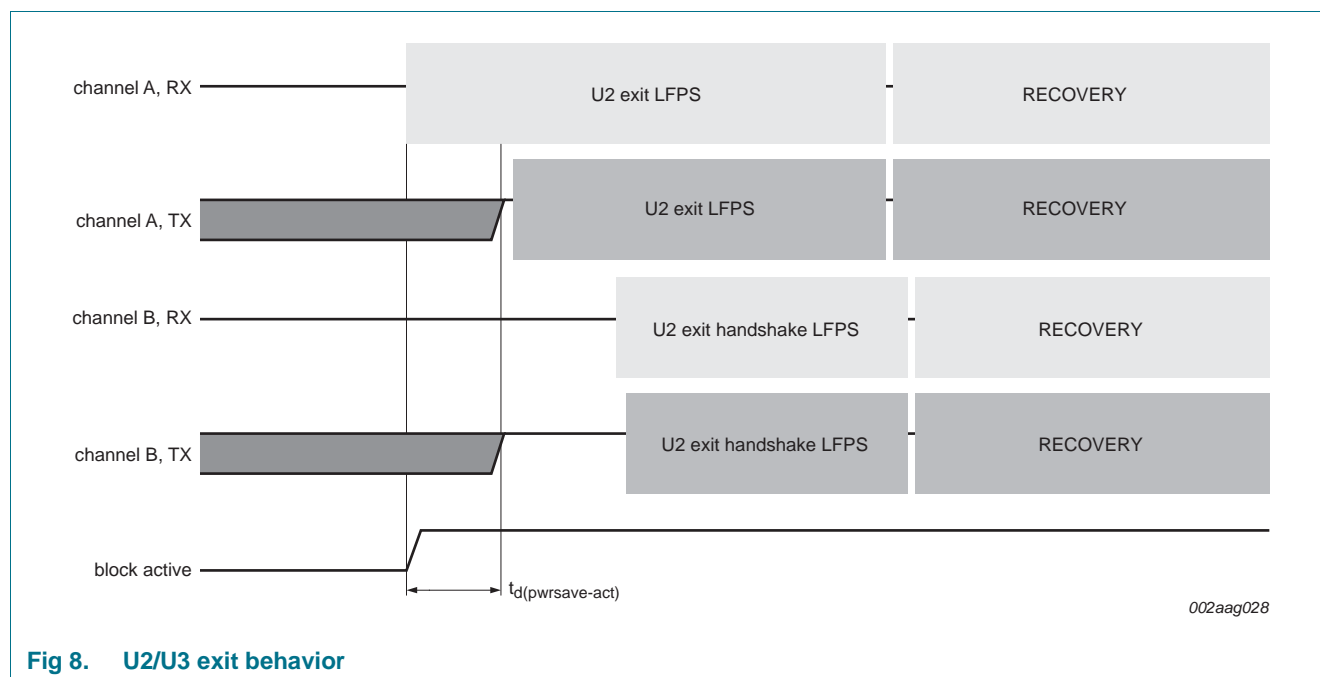 channel A, RX
U2 exit LFPS
RECOVERY
channel A, TX
U2 exit LFPS
RECOVERY
channel B, RX
U2 exit handshake LFPS
RECOVERY
channel B, TX
U2 exit handshake LFPS
RECOVERY
block active
td(pwrsave-act)
002aag028
Fig 8. U2/U3 exit behavior